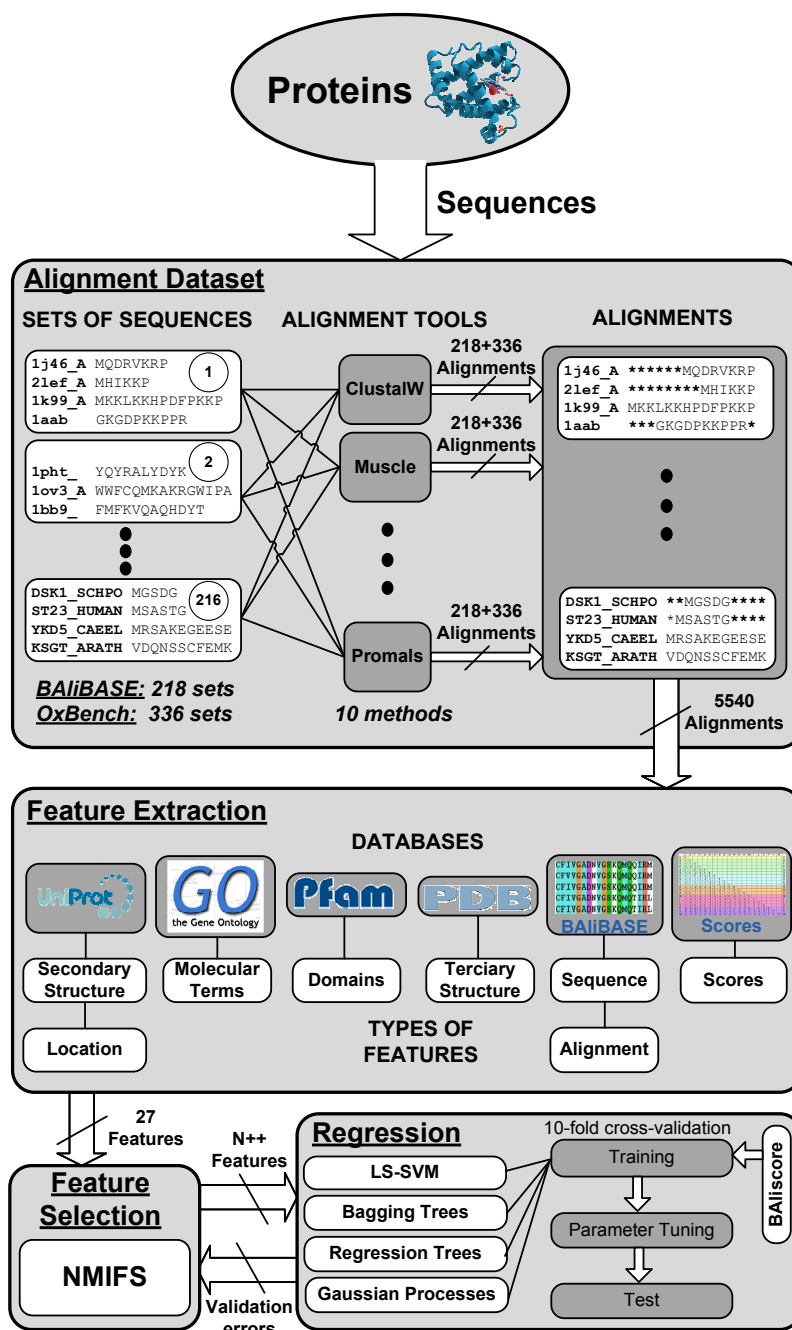 Proteins
Sequences
Alignment Dataset
SETS OF SEQUENCES
ALIGNMENT TOOLS
ALIGNMENTS
1j46_A MQDRVKRP
2lef_A MHIKKP
1k99_A MKKLKKHPDFPKKP
1aab GKGDPKKPPR
1
1pht_ YQYRALYDYK
1ov3_A WWFCQMKAKRGWIPA
1bb9_ FMFKVQAQHDYT
2
DSK1_SCHPO MGSDG
ST23_HUMAN MSASTG
YKD5_CAEEL MRSAKEGEESE
KSGT_ARATH VDQNSSCFEMK
216
BAliBASE: 218 sets
OxBench: 336 sets
ClustalW
Muscle
Promals
10 methods
218+336
Alignments
218+336
Alignments
218+336
Alignments
1j46_A ******MQDRVKRP
2lef_A ********MHIKKP
1k99_A MKKLKKHPDFPKKP
1aab ***GKGDPKKPPR*
DSK1_SCHPO **MGSDG****
ST23_HUMAN *MSASTG****
YKD5_CAEEL MRSAKEGEESE
KSGT_ARATH VDQNSSCFEMK
5540
Alignments
Feature Extraction
DATABASES
UniProt
GO
the Gene Ontology
Pfam
PDB
CFIVGADNVGSKQMQQIRM
CFVVGADNVGSKQMQQIRM
CFIVGADNVGSKQMQQIRM
CFIVGADNVGSKQMQTIRL
CFIVGADNVGSKQMQTIRL
BAliBASE
Scores
Secondary
Structure
Molecular
Terms
Domains
Terciary
Structure
Sequence
Scores
Location
TYPES OF
FEATURES
Alignment
27
Features
N++
Features
Feature
Selection
NMIFS
Validation
errors
Regression
10-fold cross-validation
LS-SVM
Bagging Trees
Regression Trees
Gaussian Processes
Training
Parameter Tuning
Test
BAliscore